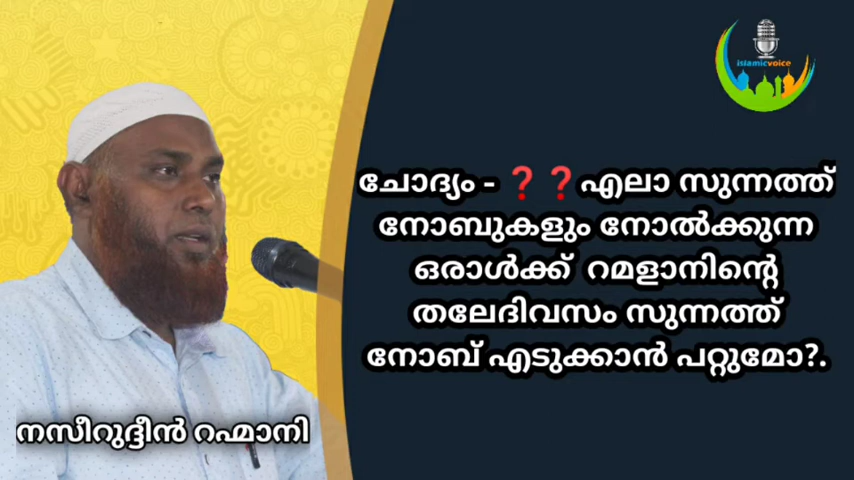 islamicvoice
ചോദ്യം - ❓❓എലാ സുന്നത്ത്
നോബുകളും നോൽക്കുന്ന
ഒരാൾക്ക് റമളാനിന്റെ
തലേദിവസം സുന്നത്ത്
നോബ് എടുക്കാൻ പറ്റുമോ?.
നസീറുദ്ദീൻ റഹ്മാനി